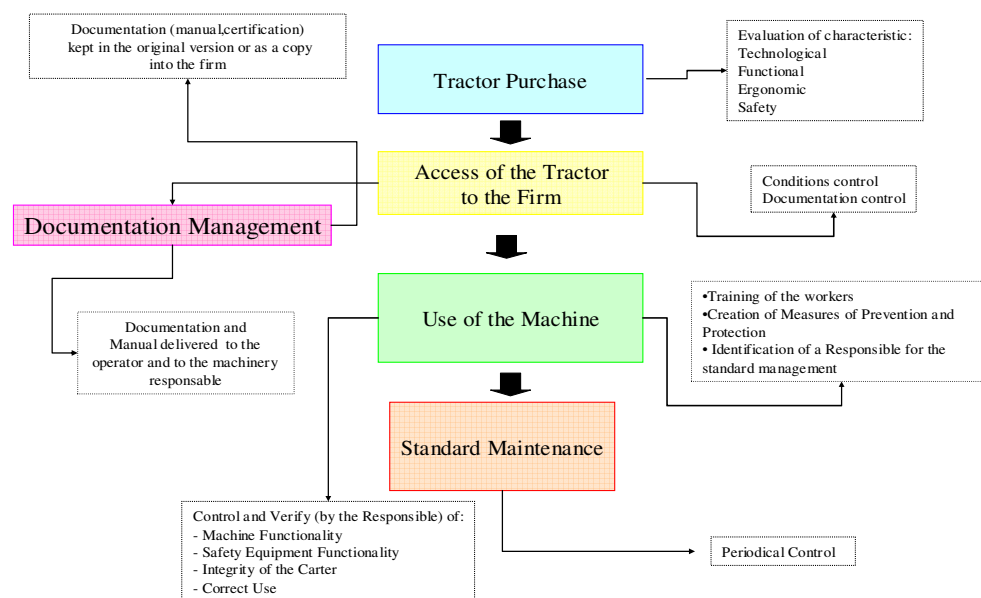 Documentation (manual,certification)
kept in the original version or as a copy
into the firm
Tractor Purchase
Evaluation of characteristic:
Technological
Functional
Ergonomic
Safety
Access of the Tractor
to the Firm
Conditions control
Documentation control
Documentation Management
Use of the Machine
•Training of the workers
•Creation of Measures of Prevention and
Protection
• Identification of a Responsible for the
standard management
Documentation and
Manual delivered to the
operator and to the machinery
responsable
Standard Maintenance
Control and Verify (by the Responsible) of:
- Machine Functionality
- Safety Equipment Functionality
- Integrity of the Carter
- Correct Use
Periodical Control